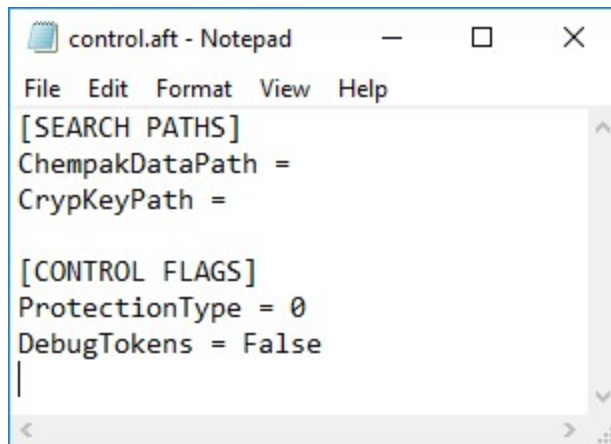 control.aft - Notepad
File Edit Format View Help
[SEARCH PATHS]
ChempakDataPath =
CrypKeyPath =
[CONTROL FLAGS]
ProtectionType = 0
DebugTokens = False